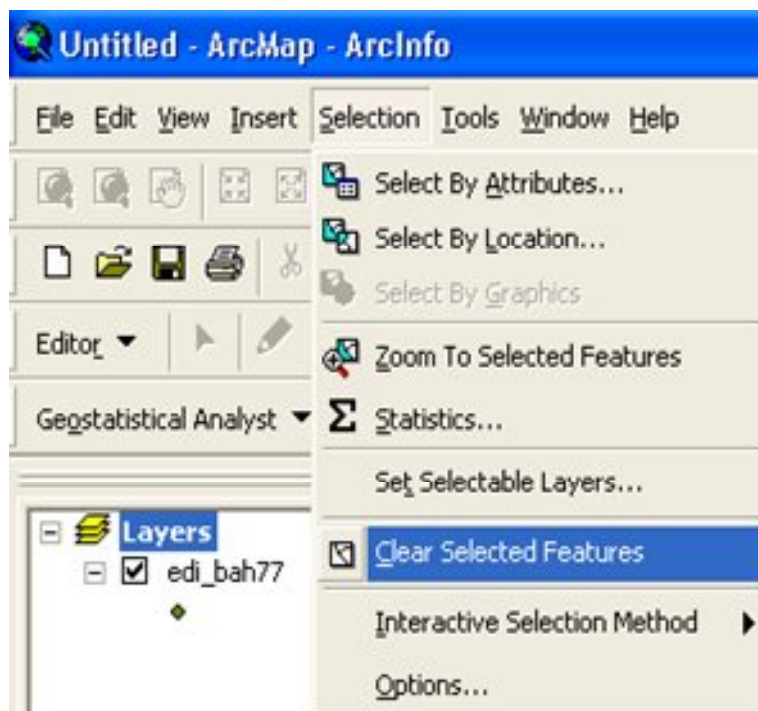 Untitled - ArcMap - ArcInfo
File Edit View Insert Selection Tools Window Help
Select By Attributes...
Select By Location...
Select By Graphics
Editor
Zoom To Selected Features
Geostatistical Analyst
Statistics...
Set Selectable Layers...
Layers
Clear Selected Features
edi_bah77
Interactive Selection Method
Options...